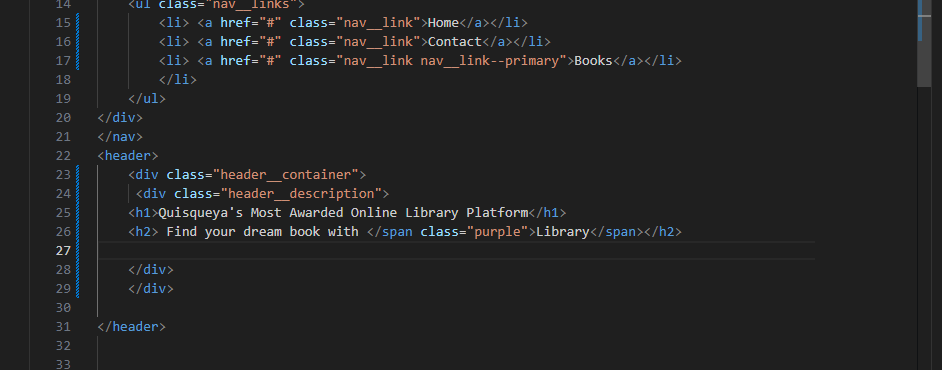 14 <ul class="nav__links">
15 <li> <a href="#" class="nav__link">Home</a></li>
16 <li> <a href="#" class="nav__link">Contact</a></li>
17 <li> <a href="#" class="nav__link nav__link--primary">Books</a></li>
18 </li>
19 </ul>
20 </div>
21 </nav>
22 <header>
23 <div class="header__container">
24 <div class="header__description">
25 <h1>Quisqueya's Most Awarded Online Library Platform</h1>
26 <h2> Find your dream book with </span class="purple">Library</span></h2>
27
28 </div>
29 </div>
30
31 </header>
32
33